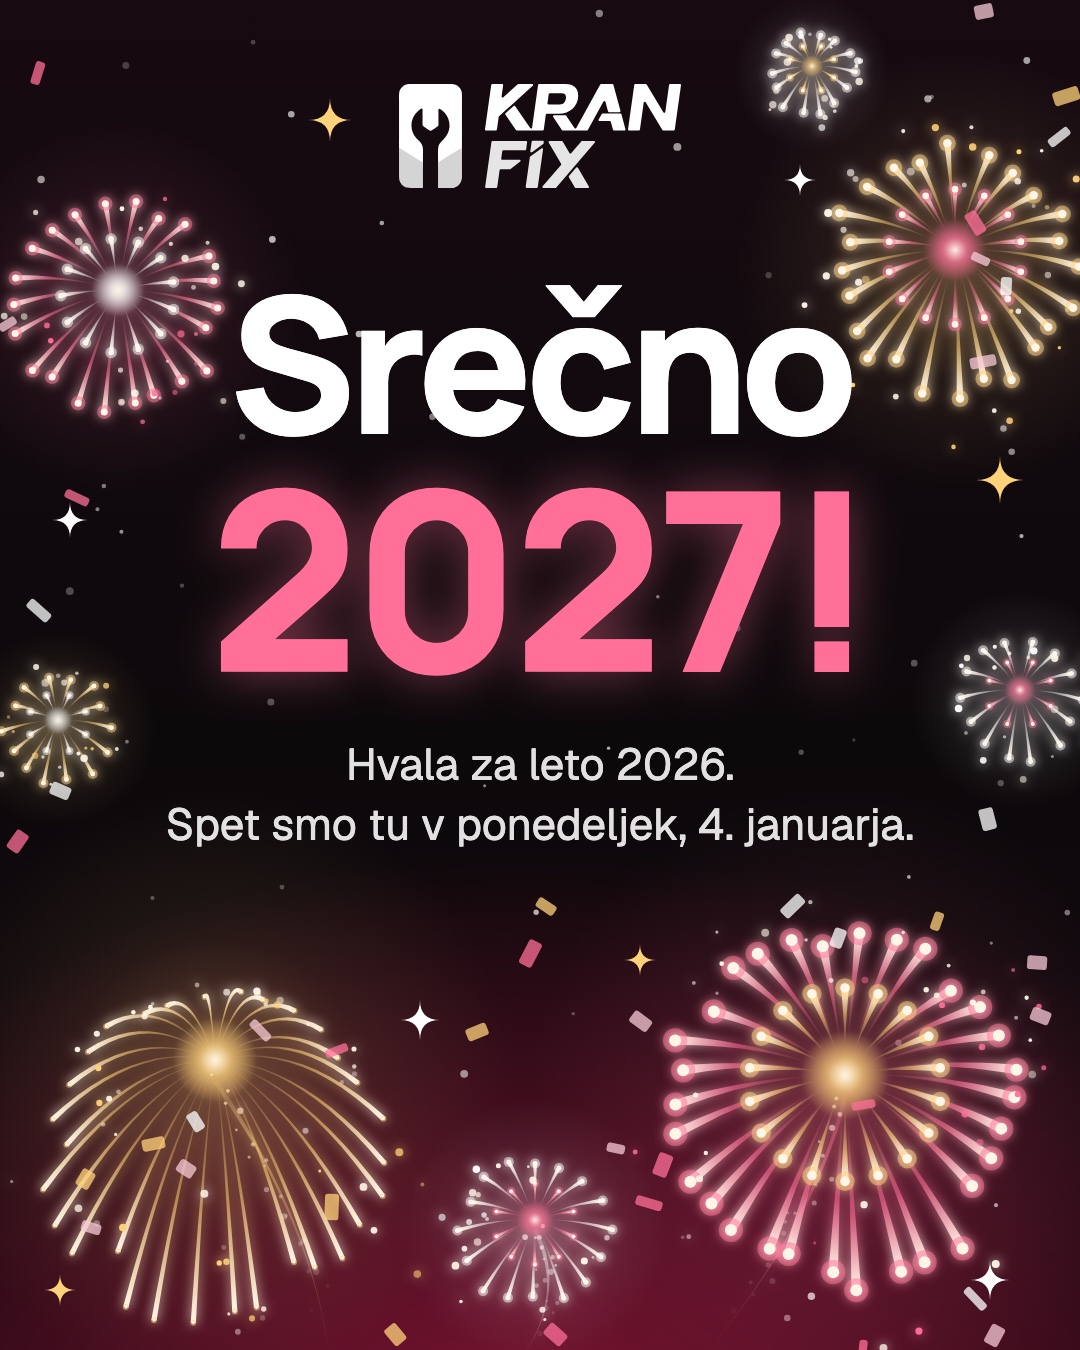 KRAN
FIX
Srečno
2027!
Hvala za leto 2026.
Spet smo tu v ponedeljek, 4. januarja.